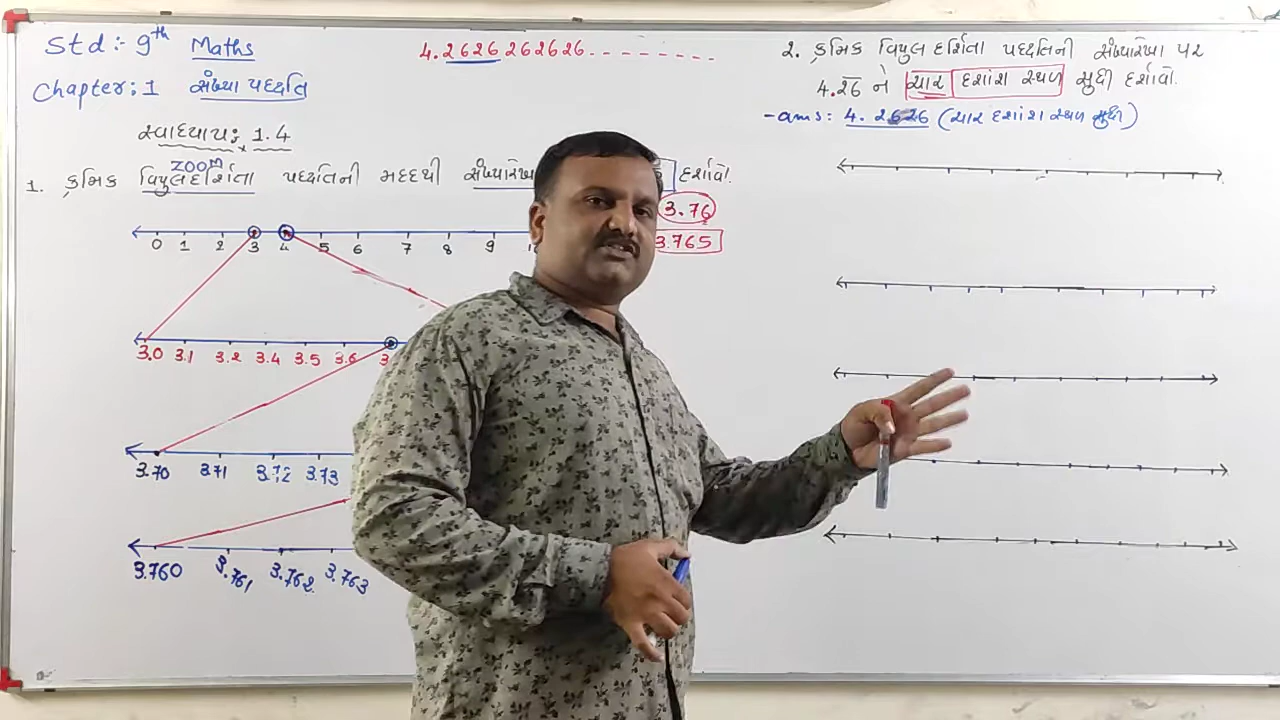 Std :- 9th Maths
Chapter : 1 સંખ્યા પદ્ધતિ
સ્વાધ્યાય : 1.4
ZOOM
1. ક્રમિક વિપુલદર્શિતા પદ્ધતિની મદદથી સંખ્યારેખા દર્શાવો.
3.76
3.765
0 1 2 3 4 5 6 7 8 9
3.0 3.1 3.2 3.4 3.5 3.6
3.70 3.71 3.72 3.73
3.760 3.761 3.762 3.763
4.2626262626. - - - - - - -
2. ક્રમિક વિપુલ દર્શિતા પદ્ધતિની સંખ્યારેખા પર
4.2̅6̅ ને ચાર દશાંશ સ્થળ સુધી દર્શાવો.
- ans : 4. 2626 (ચાર દશાંશ સ્થળ સુધી)